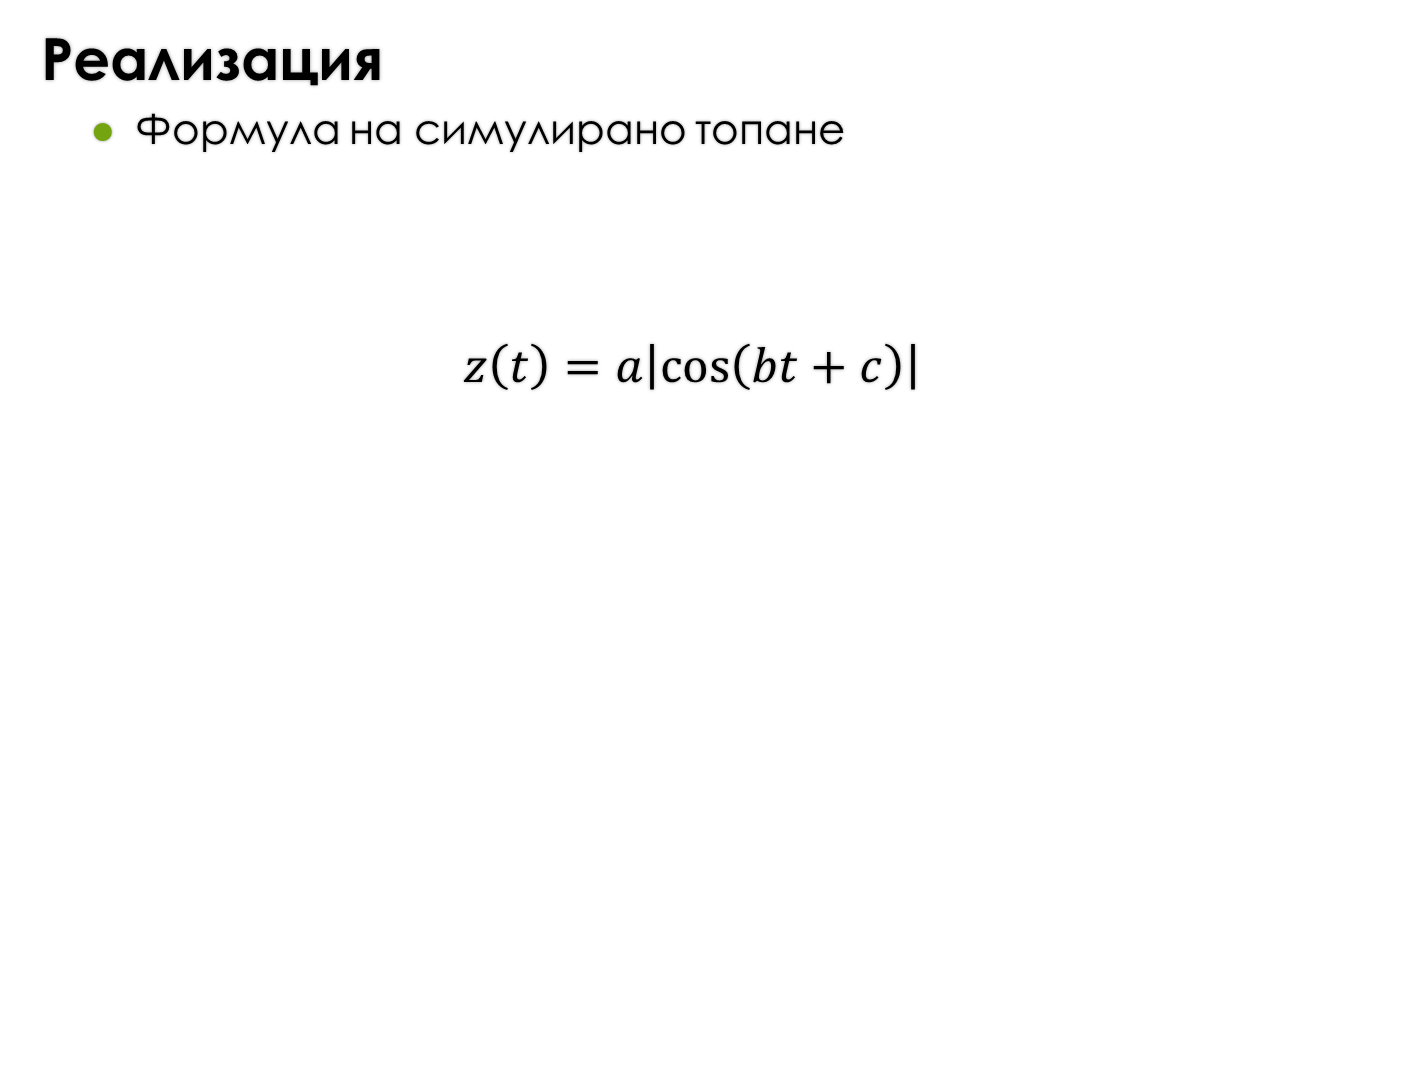 Реализация
Формула на симулирано топане
z(t) = a|cos(bt + c)|